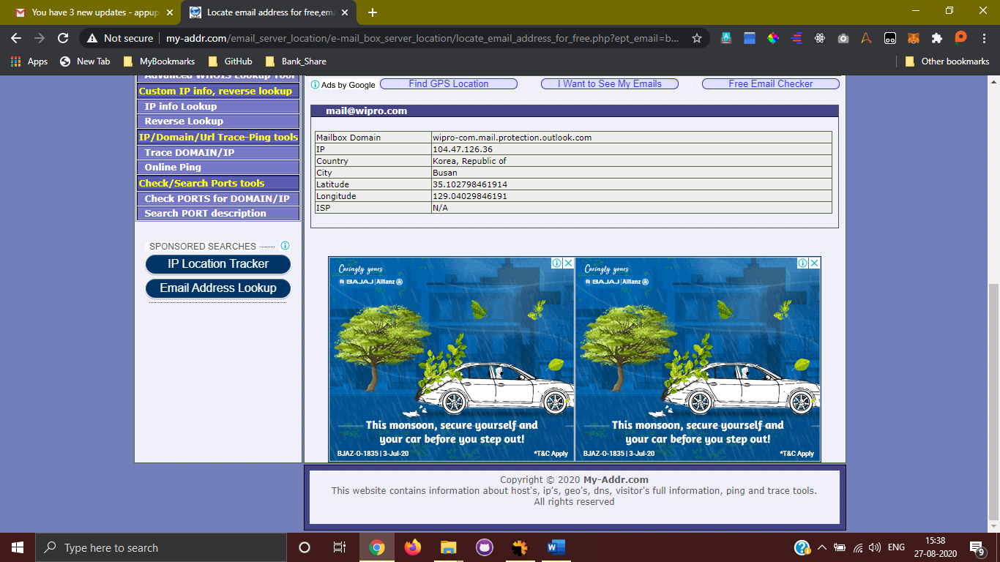 You have 3 new updates - appup
Locate email address for free,ema
Not secure
my-addr.com/email_server_location/e-mail_box_server_location/locate_email_address_for_free.php?ept_email=b...
Apps
New Tab
MyBookmarks
GitHub
Bank_Share
Other bookmarks
Advanced WHOIS Lookup Tool
Custom IP info, reverse lookup
IP info Lookup
Reverse Lookup
IP/Domain/Url Trace-Ping tools
Trace DOMAIN/IP
Online Ping
Check/Search Ports tools
Check PORTS for DOMAIN/IP
Search PORT description
SPONSORED SEARCHES
IP Location Tracker
Email Address Lookup
Ads by Google
Find GPS Location
I Want to See My Emails
Free Email Checker
mail@wipro.com
Mailbox Domain wipro-com.mail.protection.outlook.com
IP 104.47.126.36
Country Korea, Republic of
City Busan
Latitude 35.102798461914
Longitude 129.04029846191
ISP N/A
Caringly yours
BAJAJ | Allianz
This monsoon, secure yourself and
your car before you step out!
BJAZ-O-1835 | 3-Jul-20
*T&C Apply
Caringly yours
BAJAJ | Allianz
This monsoon, secure yourself and
your car before you step out!
BJAZ-O-1835 | 3-Jul-20
*T&C Apply
Copyright © 2020 My-Addr.com
This website contains information about host's, ip's, geo's, dns, visitor's full information, ping and trace tools.
All rights reserved
Type here to search
ENG
15:38
27-08-2020
9